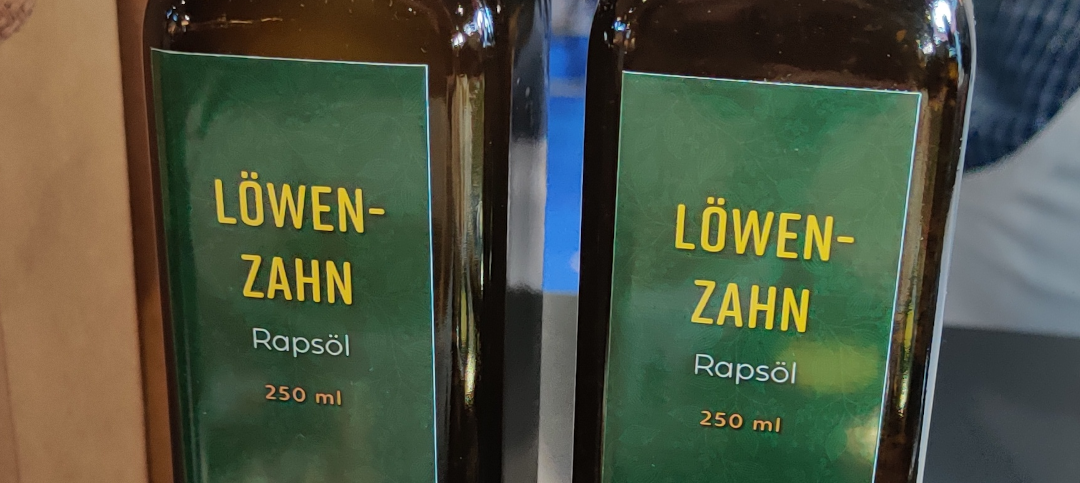 LÖWEN-
ZAHN
Rapsöl
250 ml
LÖWEN-
ZAHN
Rapsöl
250 ml